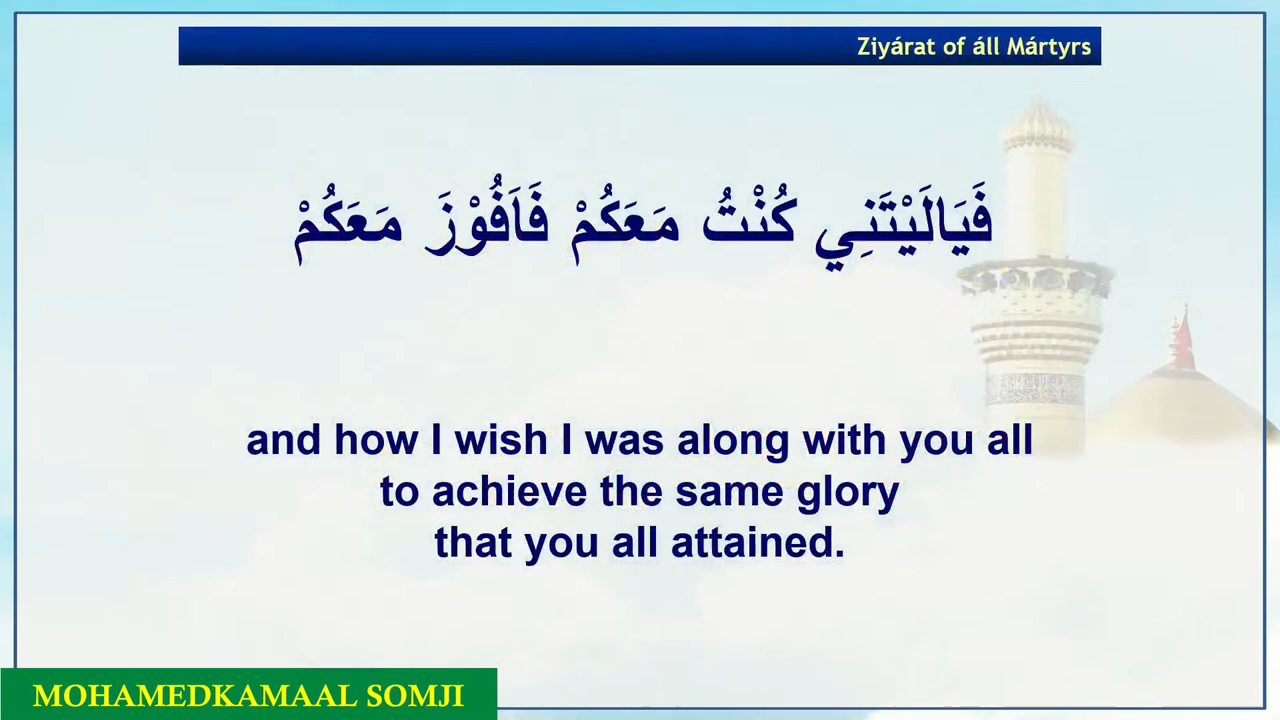 Ziyárat of áll Mártyrs
فَيَالَيْتَنِي كُنْتُ مَعَكُمْ فَاَفُوْزَ مَعَكُمْ
and how I wish I was along with you all
to achieve the same glory
that you all attained.
MOHAMEDKAMAAL SOMJI